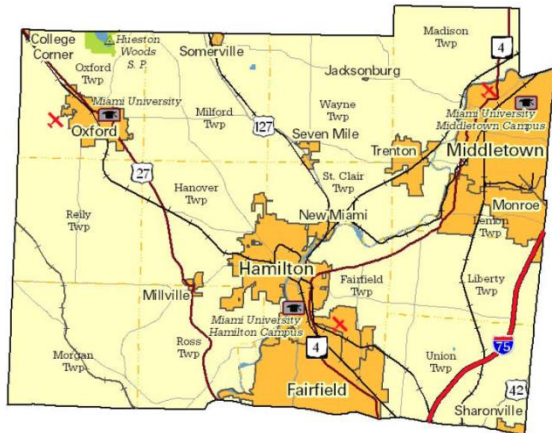 College
Corner
Hueston
Woods
S. P.
Oxford
Twp
Somerville
Madison
Twp
4
Jacksonburg
Miami University
Oxford
Milford
Twp
Wayne
Twp
127
Seven Mile
Miami University
Middletown Campus
Middletown
Trenton
27
Hanover
Twp
St. Clair
Twp
Monroe
Lemon
Twp
Reily
Twp
New Miami
Hamilton
Fairfield
Twp
Liberty
Twp
Millville
Miami University
Hamilton Campus
Ross
Twp
Morgan
Twp
4
Union
Twp
75
Fairfield
42
Sharonville